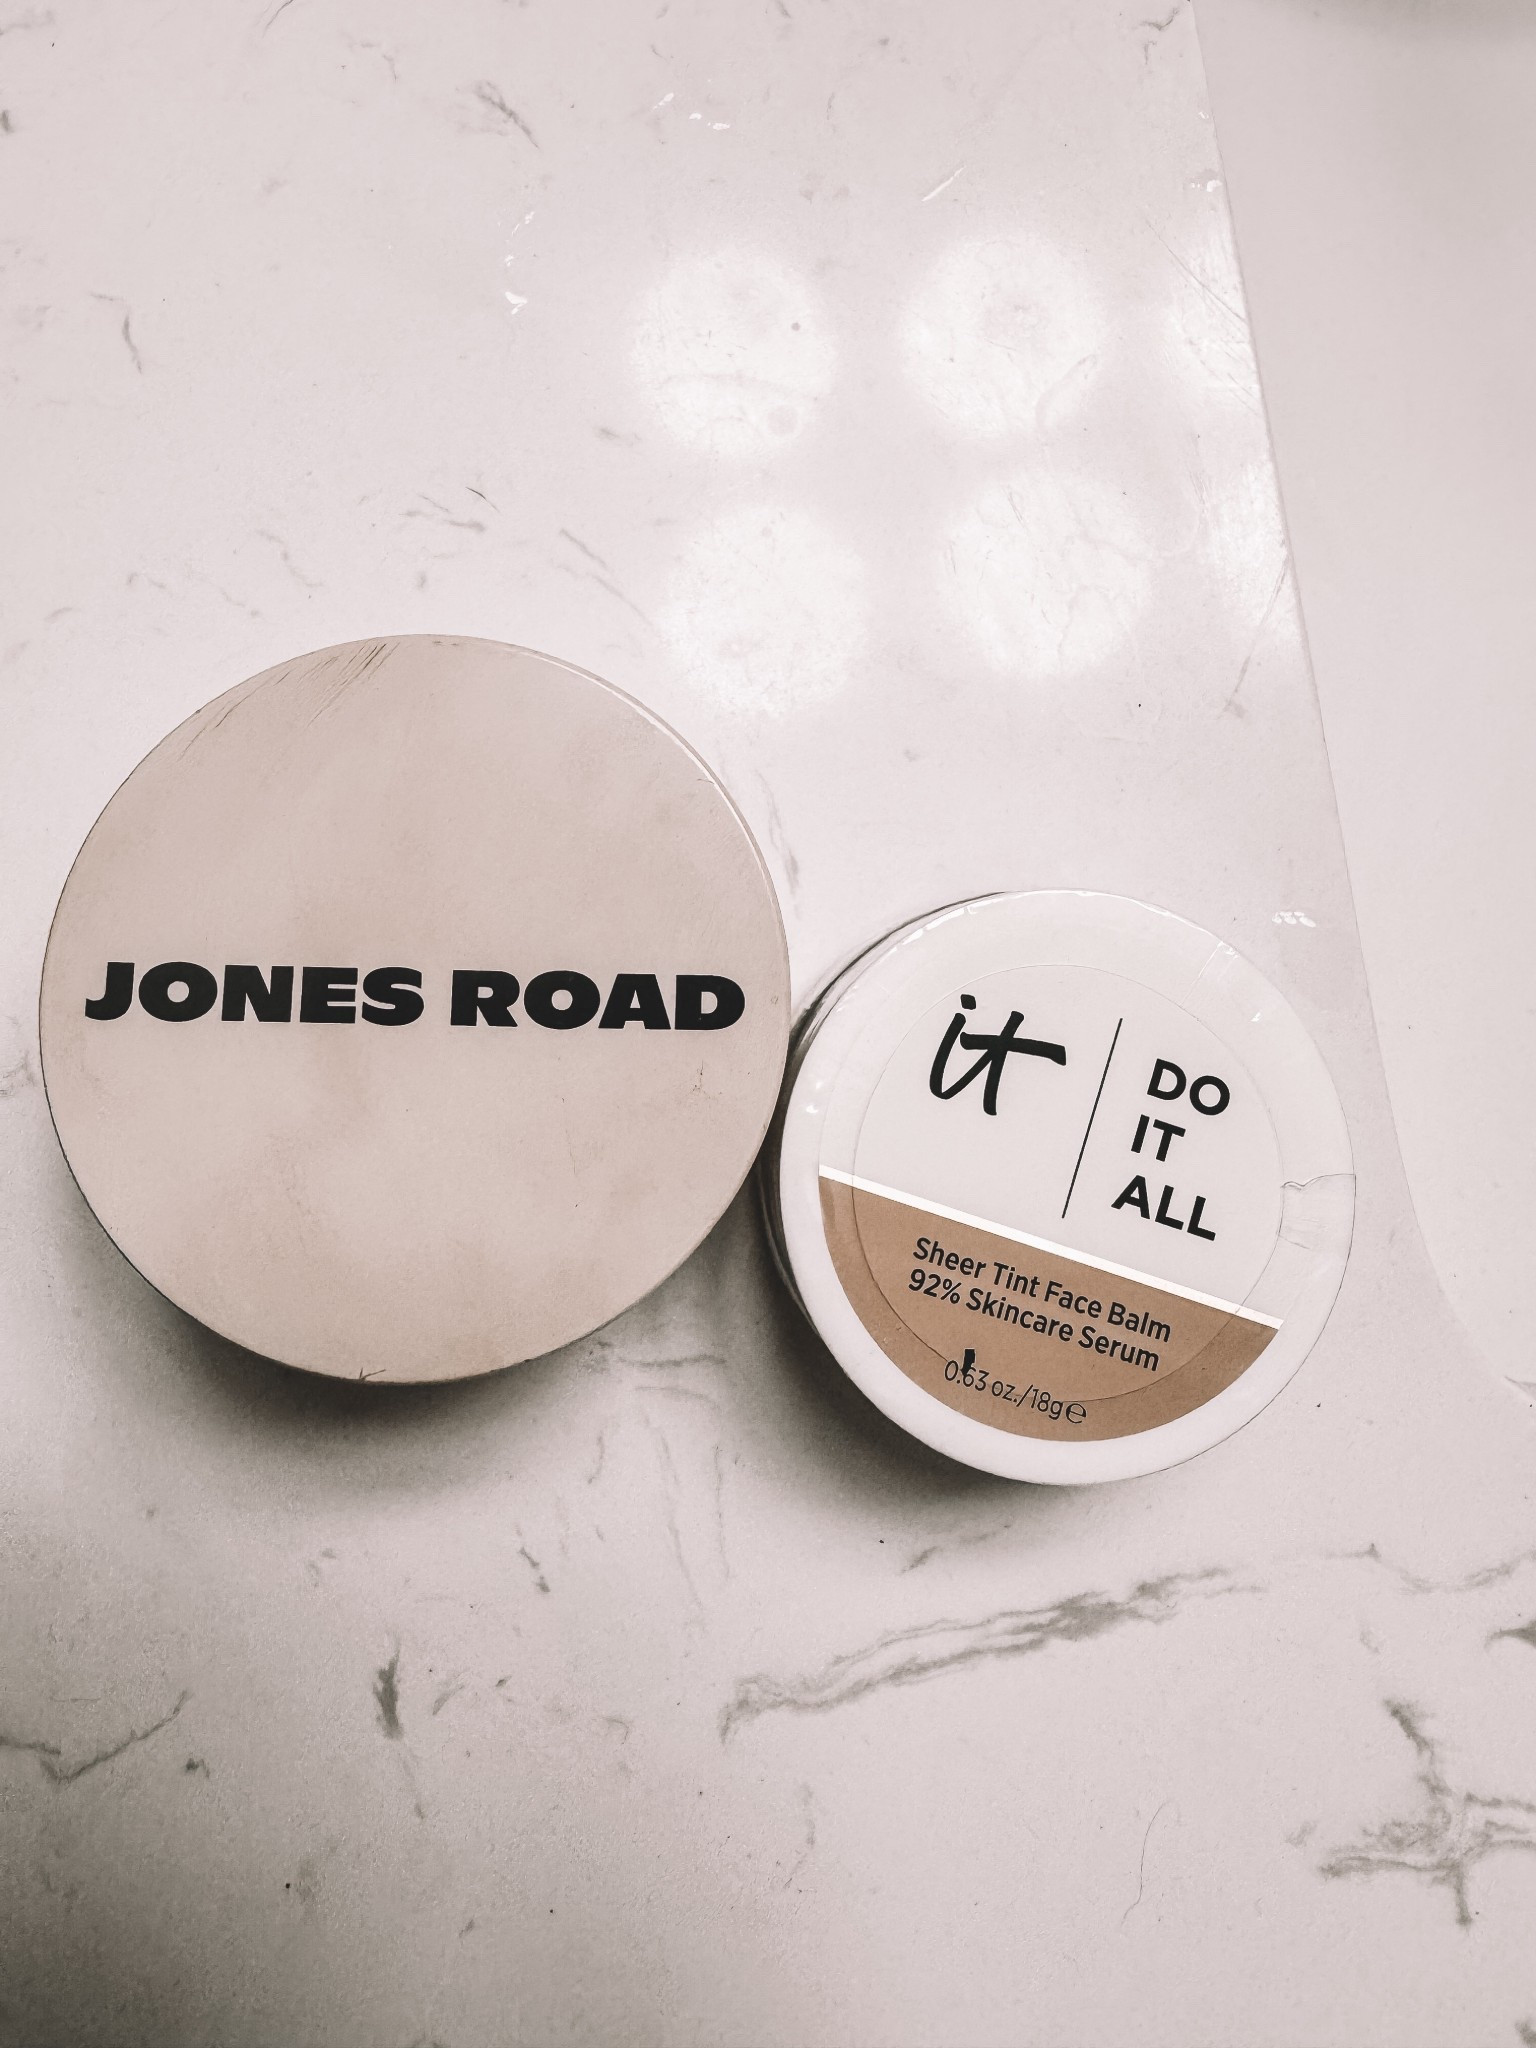 JONES ROAD
it
DO
IT
ALL
Sheer Tint Face Balm
92% Skincare Serum
0.63 oz./18g℮